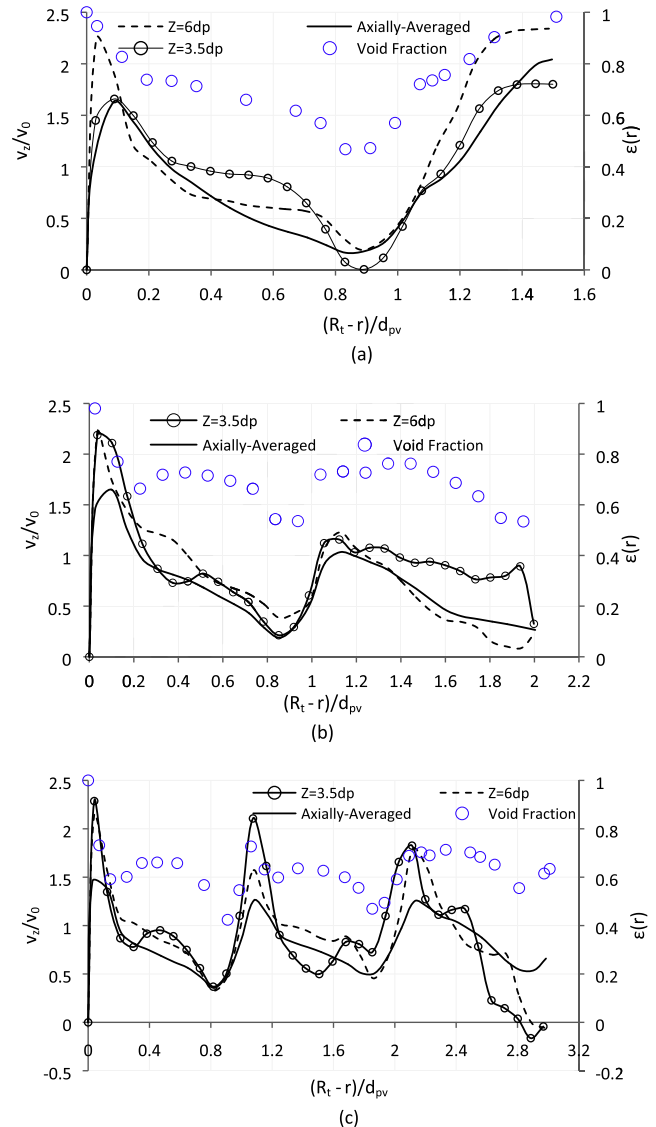 2.5 1
Z=6dp Axially-Averaged
Z=3.5dp Void Fraction
2 0.8
1.5 0.6
1 0.4
0.5 0.2
0 0
0 0.2 0.4 0.6 0.8 1 1.2 1.4 1.6
v_z/v_0
ε(r)
(R_t - r)/d_pv
(a)
2.5 1
Z=3.5dp Z=6dp
Axially-Averaged Void Fraction
2 0.8
1.5 0.6
1 0.4
0.5 0.2
0 0
0 0.2 0.4 0.6 0.8 1 1.2 1.4 1.6 1.8 2 2.2
v_z/v_0
ε(r)
(R_t - r)/d_pv
(b)
2.5 1
Z=3.5dp Z=6dp
Axially-Averaged Void Fraction
2 0.8
1.5 0.6
1 0.4
0.5 0.2
0 0
0 0.4 0.8 1.2 1.6 2 2.4 2.8 3.2
-0.5 -0.2
v_z/v_0
ε(r)
(R_t - r)/d_pv
(c)